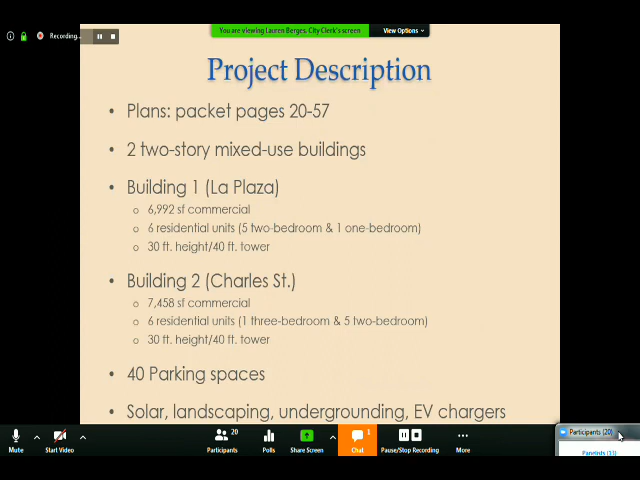 Recording...
You are viewing Lauren Berges, City Clerk's screen
View Options
Project Description
• Plans: packet pages 20-57
• 2 two-story mixed-use buildings
• Building 1 (La Plaza)
o 6,992 sf commercial
o 6 residential units (5 two-bedroom & 1 one-bedroom)
o 30 ft. height/40 ft. tower
• Building 2 (Charles St.)
o 7,458 sf commercial
o 6 residential units (1 three-bedroom & 5 two-bedroom)
o 30 ft. height/40 ft. tower
• 40 Parking spaces
• Solar, landscaping, undergrounding, EV chargers
Mute
Start Video
20
Participants
Polls
Share Screen
1
Chat
Pause/Stop Recording
More
Participants (20)
Panelists